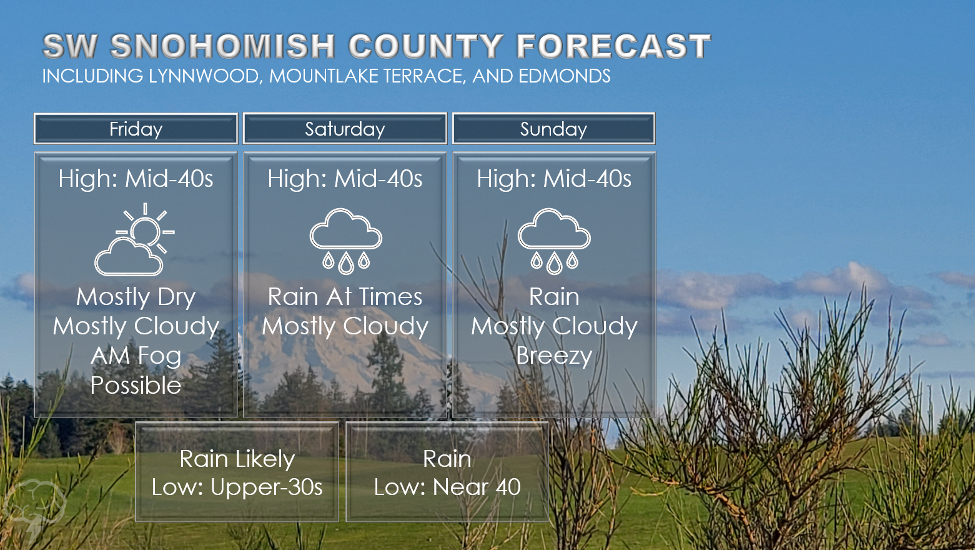 SW SNOHOMISH COUNTY FORECAST
INCLUDING LYNNWOOD, MOUNTLAKE TERRACE, AND EDMONDS
Friday
Saturday
Sunday
High: Mid-40s
Mostly Dry
Mostly Cloudy
AM Fog
Possible
High: Mid-40s
Rain At Times
Mostly Cloudy
High: Mid-40s
Rain
Mostly Cloudy
Breezy
Rain Likely
Low: Upper-30s
Rain
Low: Near 40